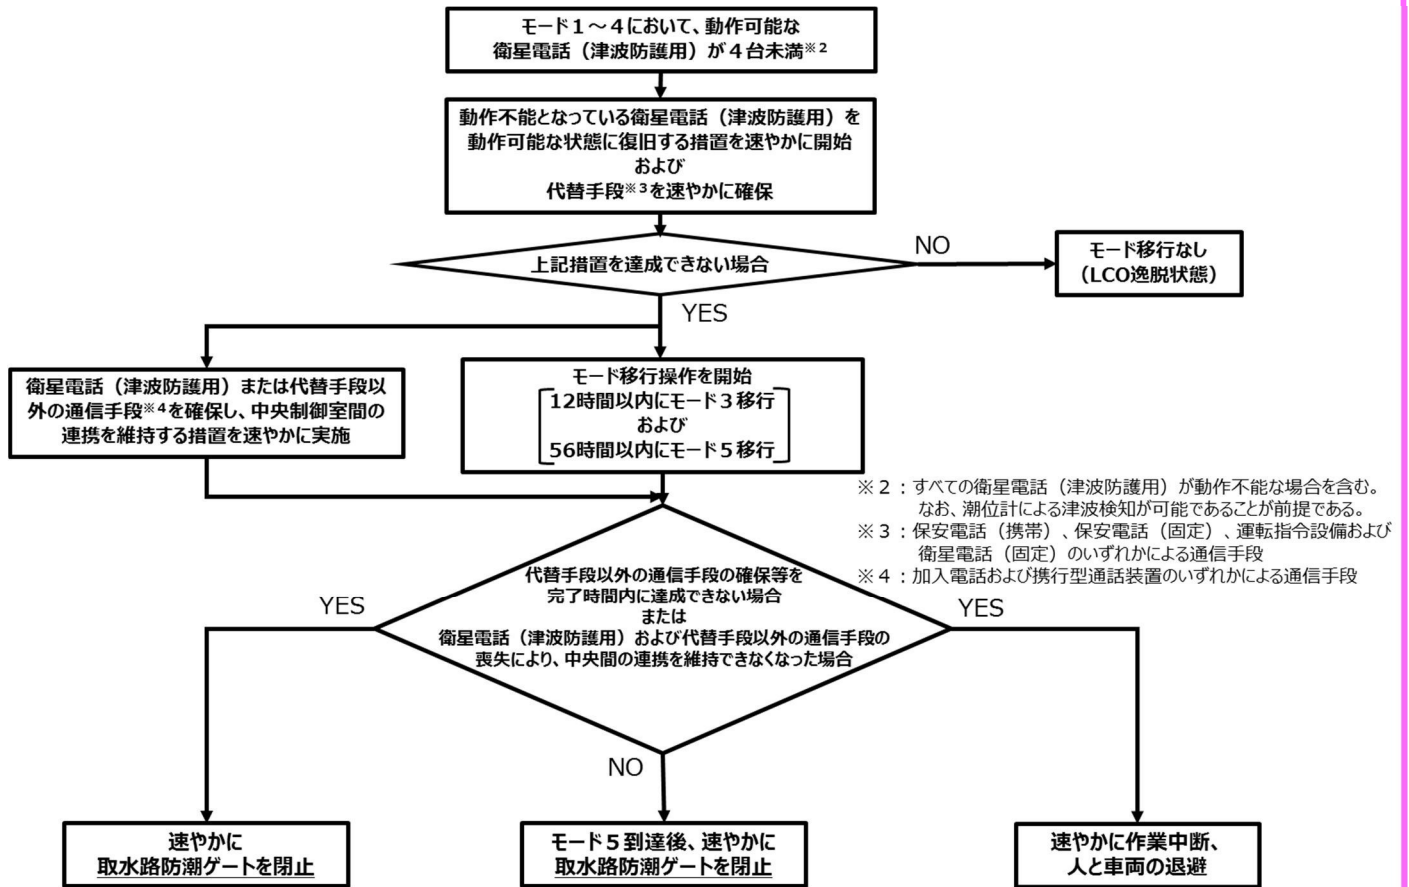 モード１～４において、動作可能な
衛星電話（津波防護用）が４台未満※２
動作不能となっている衛星電話（津波防護用）を
動作可能な状態に復旧する措置を速やかに開始
および
代替手段※３を速やかに確保
上記措置を達成できない場合
NO
モード移行なし
（LCO逸脱状態）
YES
衛星電話（津波防護用）または代替手段以
外の通信手段※４を確保し、中央制御室間の
連携を維持する措置を速やかに実施
モード移行操作を開始
12時間以内にモード３移行
および
56時間以内にモード５移行
※２：すべての衛星電話（津波防護用）が動作不能な場合を含む。
なお、潮位計による津波検知が可能であることが前提である。
※３：保安電話（携帯）、保安電話（固定）、運転指令設備および
衛星電話（固定）のいずれかによる通信手段
※４：加入電話および携行型通話装置のいずれかによる通信手段
代替手段以外の通信手段の確保等を
完了時間内に達成できない場合
または
衛星電話（津波防護用）および代替手段以外の通信手段の
喪失により、中央間の連携を維持できなくなった場合
YES
YES
NO
速やかに
取水路防潮ゲートを閉止
モード５到達後、速やかに
取水路防潮ゲートを閉止
速やかに作業中断、
人と車両の退避